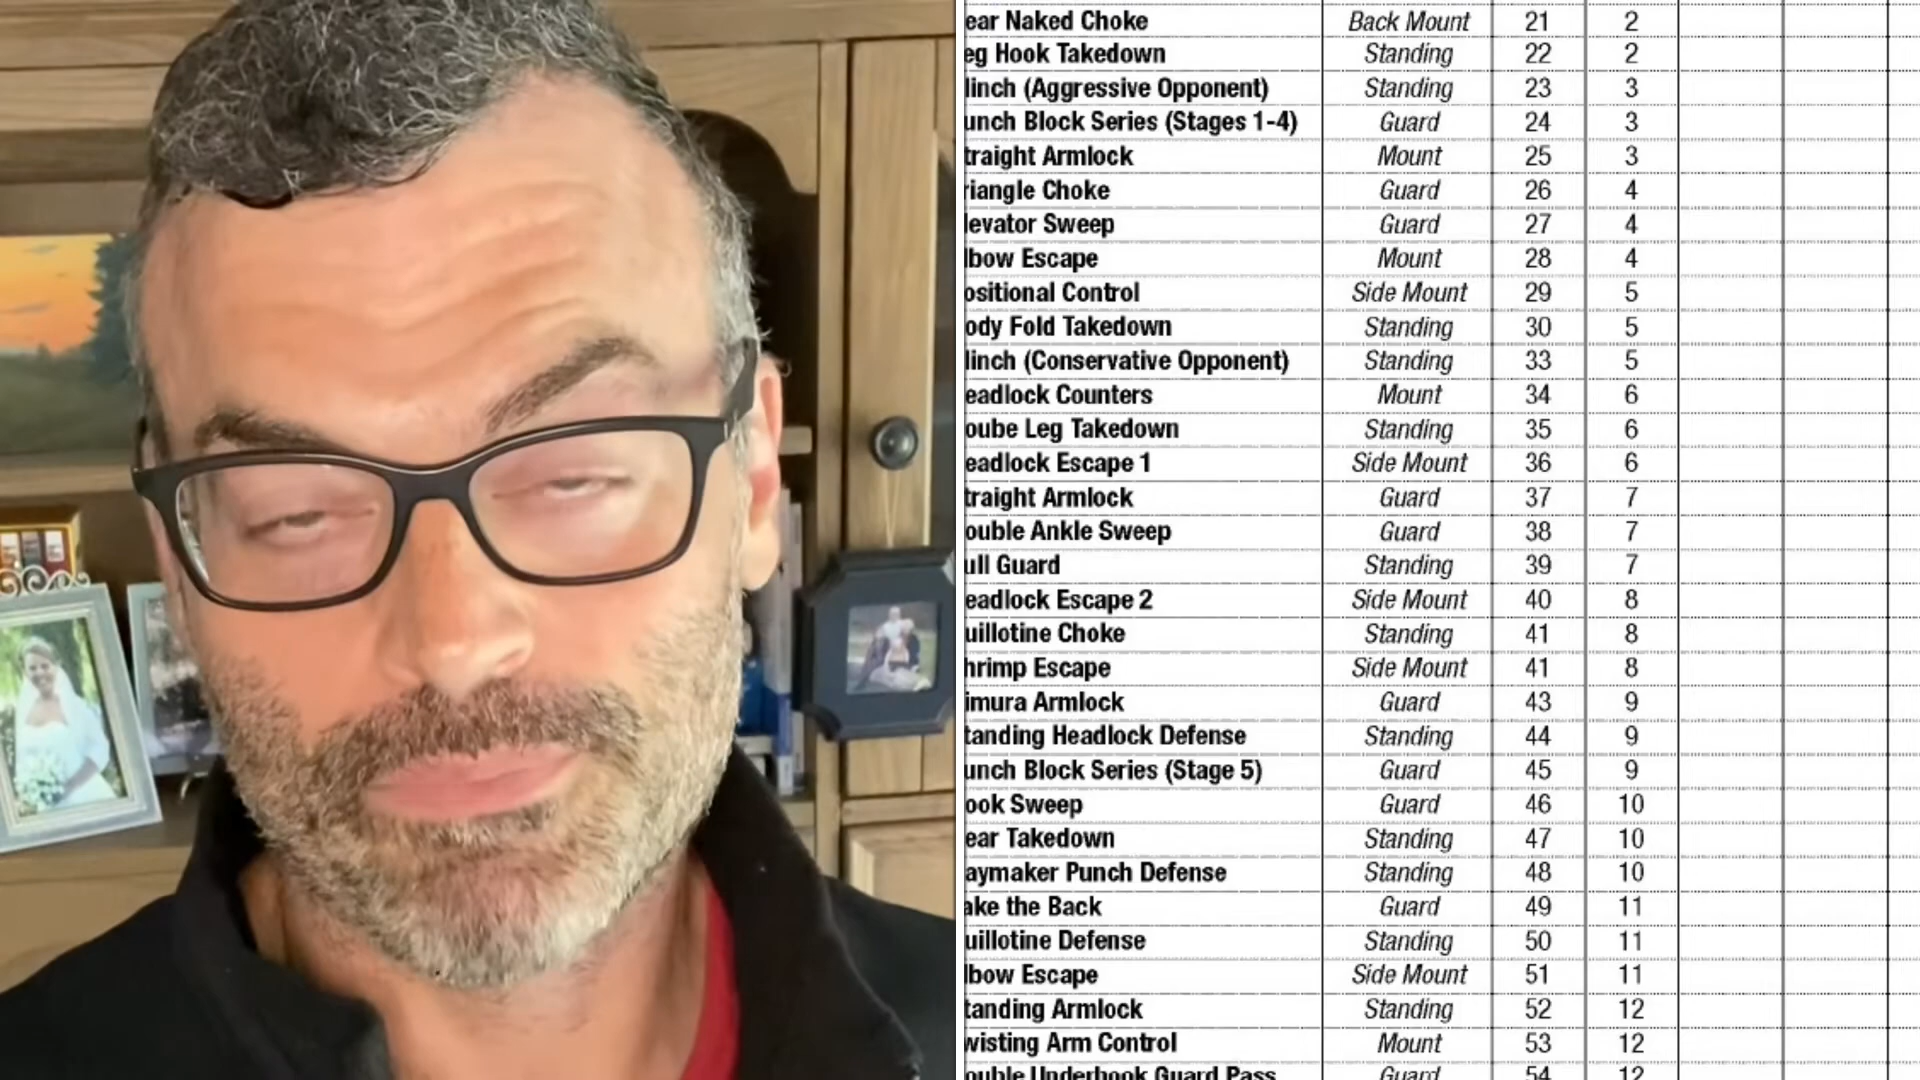 ear Naked Choke Back Mount 21 2
eg Hook Takedown Standing 22 2
linch (Aggressive Opponent) Standing 23 3
unch Block Series (Stages 1-4) Guard 24 3
traight Armlock Mount 25 3
riangle Choke Guard 26 4
levator Sweep Guard 27 4
lbow Escape Mount 28 4
ositional Control Side Mount 29 5
ody Fold Takedown Standing 30 5
linch (Conservative Opponent) Standing 33 5
eadlock Counters Mount 34 6
oube Leg Takedown Standing 35 6
eadlock Escape 1 Side Mount 36 6
traight Armlock Guard 37 7
ouble Ankle Sweep Guard 38 7
ull Guard Standing 39 7
eadlock Escape 2 Side Mount 40 8
uillotine Choke Standing 41 8
hrimp Escape Side Mount 41 8
imura Armlock Guard 43 9
tanding Headlock Defense Standing 44 9
unch Block Series (Stage 5) Guard 45 9
ook Sweep Guard 46 10
ear Takedown Standing 47 10
aymaker Punch Defense Standing 48 10
ake the Back Guard 49 11
uillotine Defense Standing 50 11
lbow Escape Side Mount 51 11
tanding Armlock Standing 52 12
wisting Arm Control Mount 53 12
ouble Underhook Guard Pass Guard 54 12